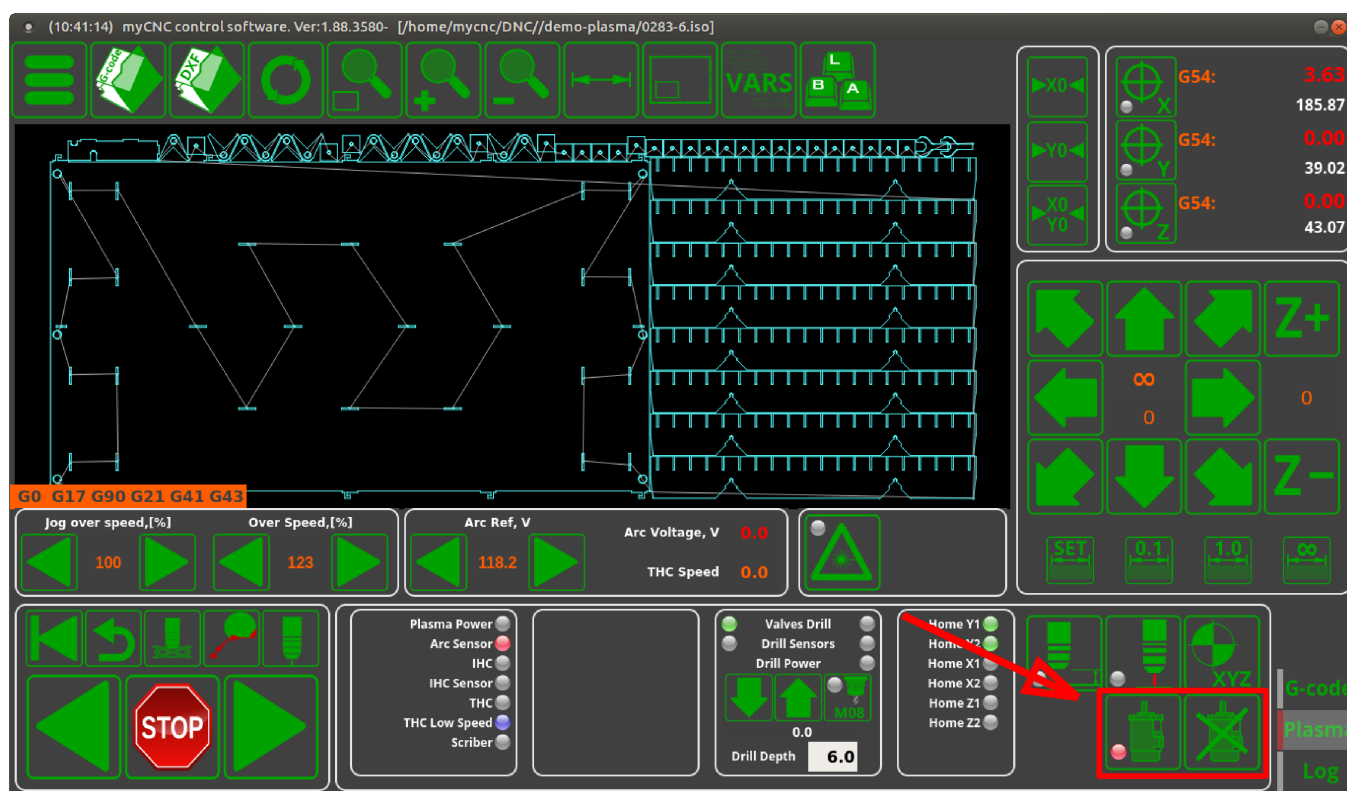 (10:41:14) myCNC control software. Ver:1.88.3580- [/home/mycnc/DNC//demo-plasma/0283-6.iso]
G-code
DXF
VARS
L
B A
X0
Y0
X0
Y0
X
G54: 3.63
185.87
Y
G54: 0.00
39.02
Z
G54: 0.00
43.07
G0 G17 G90 G21 G41 G43
Z+
∞
0
0
Z-
SET
0.1
1.0
∞
Jog over speed,[%]
100
Over Speed,[%]
123
Arc Ref, V
118.2
Arc Voltage, V 0.0
THC Speed 0.0
STOP
Plasma Power
Arc Sensor
IHC
IHC Sensor
THC
THC Low Speed
Scriber
Valves Drill
Drill Sensors
Drill Power
M08
0.0
Drill Depth 6.0
Home Y1
Home Y2
Home X1
Home X2
Home Z1
Home Z2
XYZ
G-code
Plasma
Log